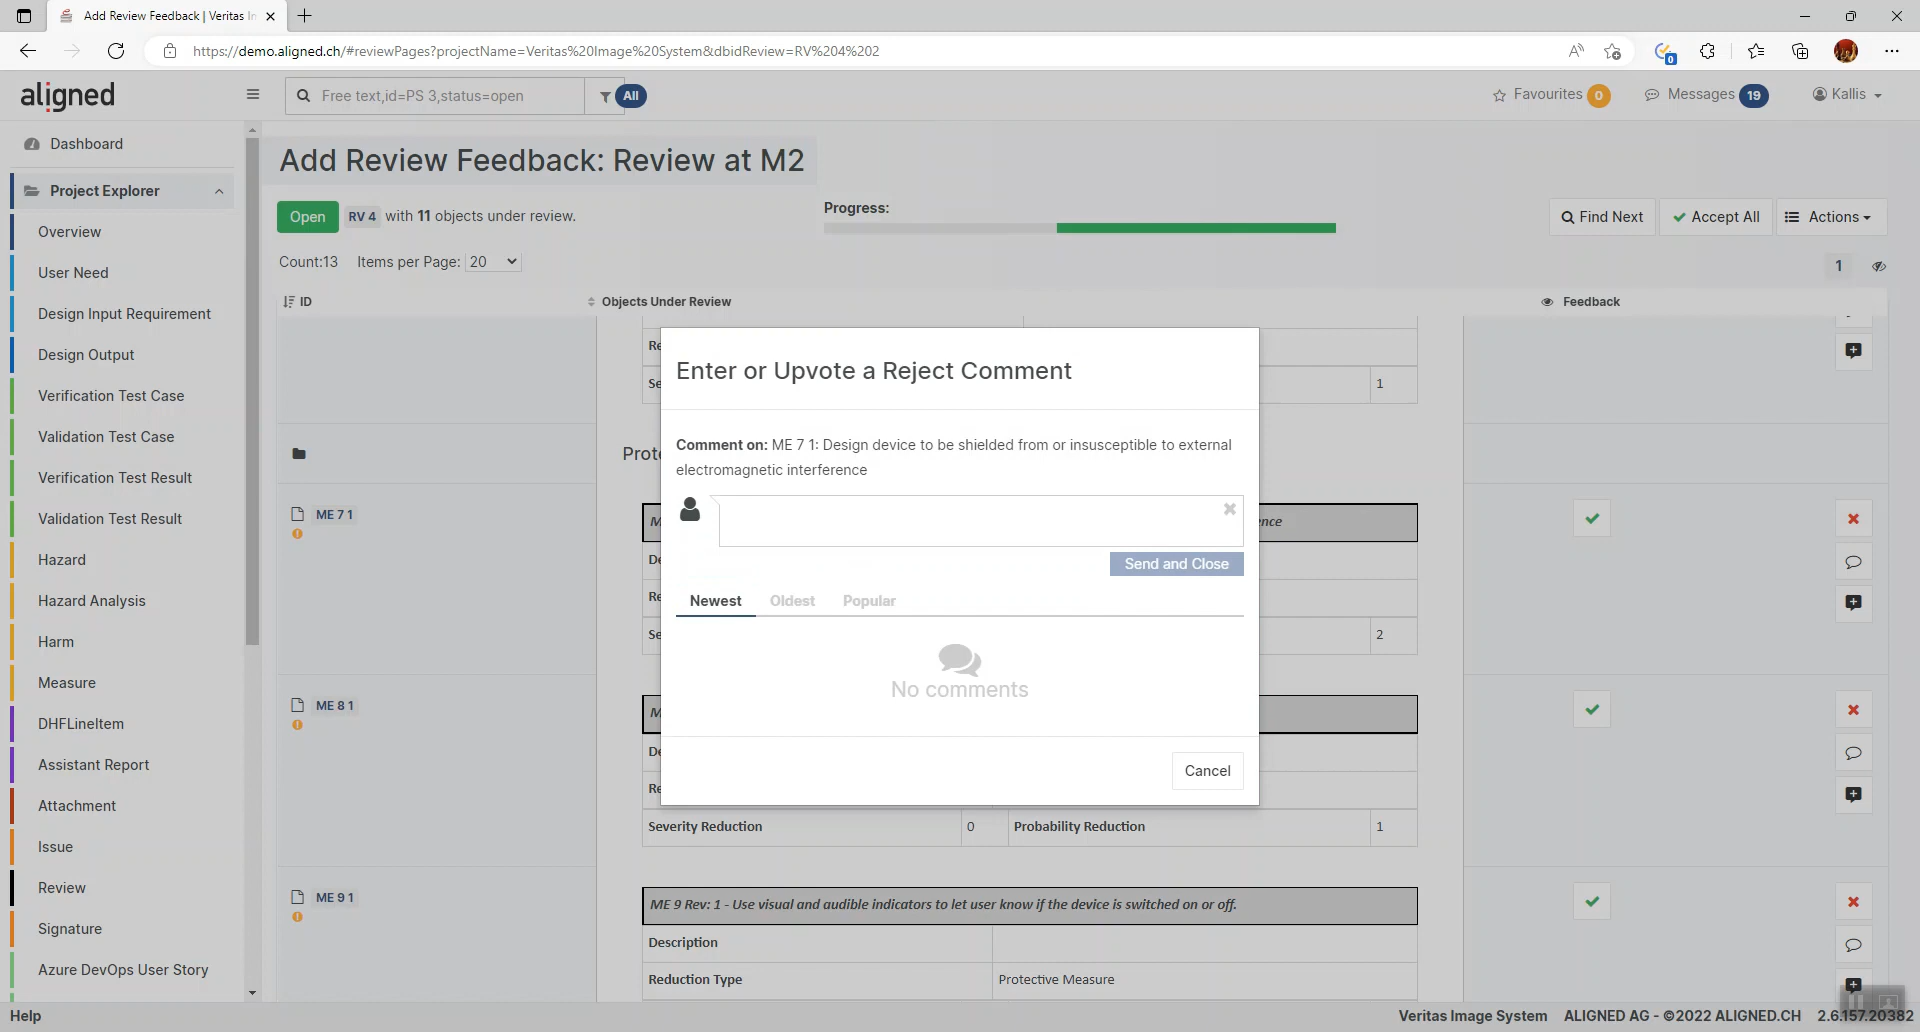 Add Review Feedback | Veritas In
https://demo.aligned.ch/#reviewPages?projectName=Veritas%20Image%20System&dbidReview=RV%204%202
0
aligned
Free text,id=PS 3,status=open
All
Favourites 0
Messages 19
Kallis
Dashboard
Project Explorer
Overview
User Need
Design Input Requirement
Design Output
Verification Test Case
Validation Test Case
Verification Test Result
Validation Test Result
Hazard
Hazard Analysis
Harm
Measure
DHFLineItem
Assistant Report
Attachment
Issue
Review
Signature
Azure DevOps User Story
Add Review Feedback: Review at M2
Open RV 4 with 11 objects under review.
Progress:
Find Next
Accept All
Actions
Count:13 Items per Page: 20
1
ID
Objects Under Review
Feedback
Re
Se
1
Prote
ME 7 1
M
ence
De
Re
Se
2
ME 8 1
M
De
Re
Severity Reduction
0
Probability Reduction
1
ME 9 1
ME 9 Rev: 1 - Use visual and audible indicators to let user know if the device is switched on or off.
Description
Reduction Type
Protective Measure
Enter or Upvote a Reject Comment
Comment on: ME 7 1: Design device to be shielded from or insusceptible to external
electromagnetic interference
Send and Close
Newest
Oldest
Popular
No comments
Cancel
Help
Veritas Image System
ALIGNED AG - ©2022 ALIGNED.CH
2.6.157.20382